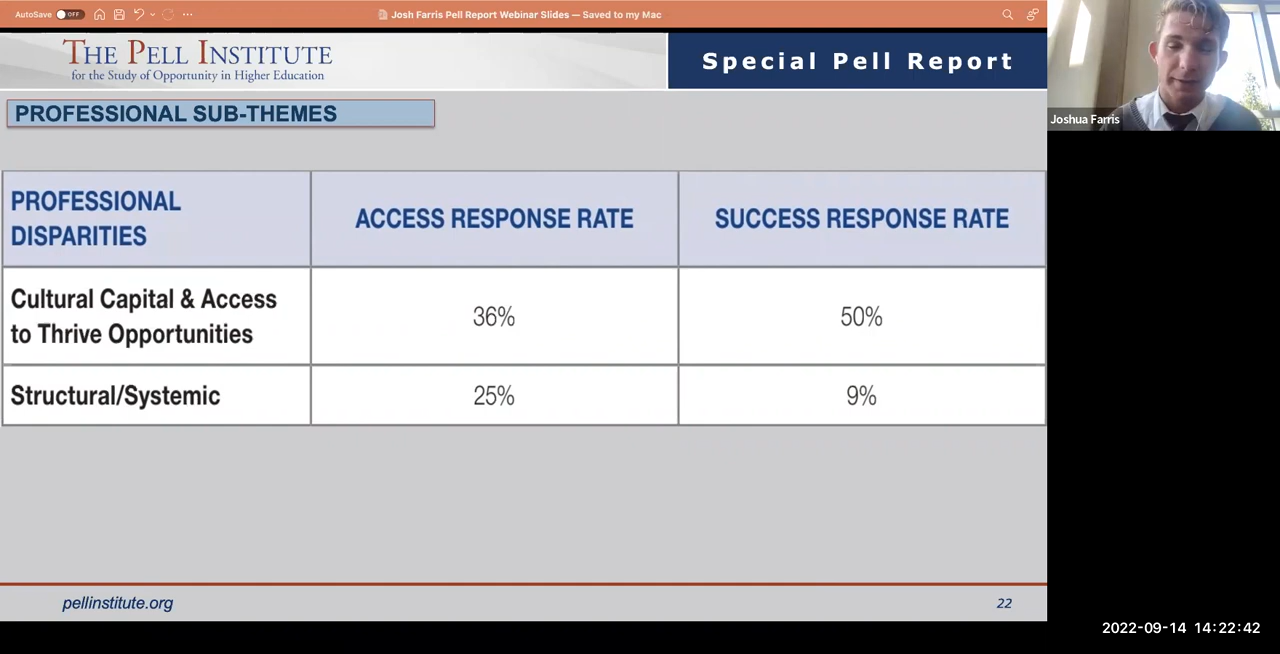 AutoSave OFF
Josh Farris Pell Report Webinar Slides — Saved to my Mac
THE PELL INSTITUTE
for the Study of Opportunity in Higher Education
Special Pell Report
Joshua Farris
PROFESSIONAL SUB-THEMES
PROFESSIONAL
DISPARITIES
ACCESS RESPONSE RATE
SUCCESS RESPONSE RATE
Cultural Capital & Access
to Thrive Opportunities
36%
50%
Structural/Systemic
25%
9%
pellinstitute.org
22
2022-09-14 14:22:42